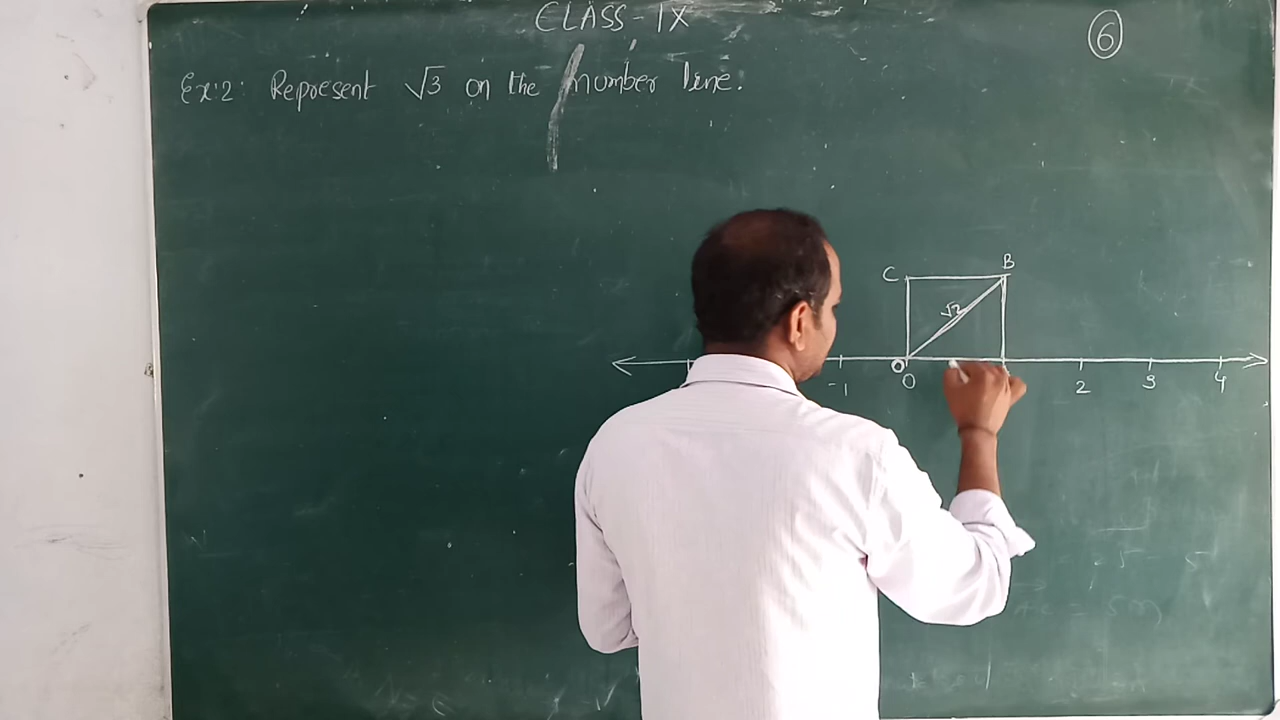 CLASS - IX
6
Ex:2: Represent √3 on the number line.
C B
√2
-1 0 2 3 4